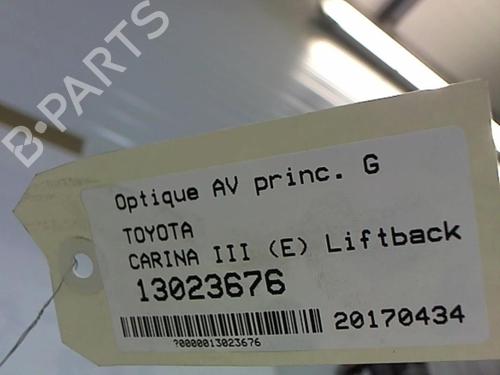 B-PARTS
Optique AV princ. G
TOYOTA
CARINA III (E) Liftback
13023676
20170434
?0000013023676